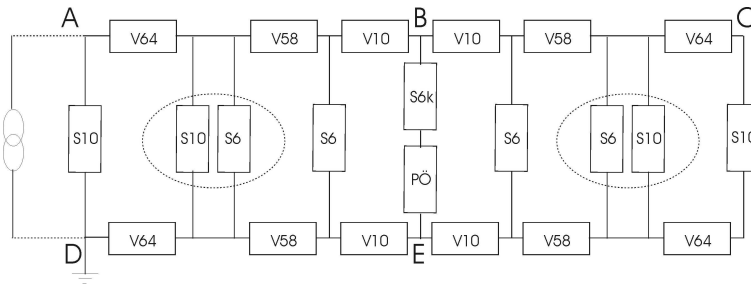 A B C
V64 V58 V10 V10 V58 V64
S6k
S10 S10 S6 S6 S6 S6 S10 S10
PÖ
V64 V58 V10 V10 V58 V64
D E